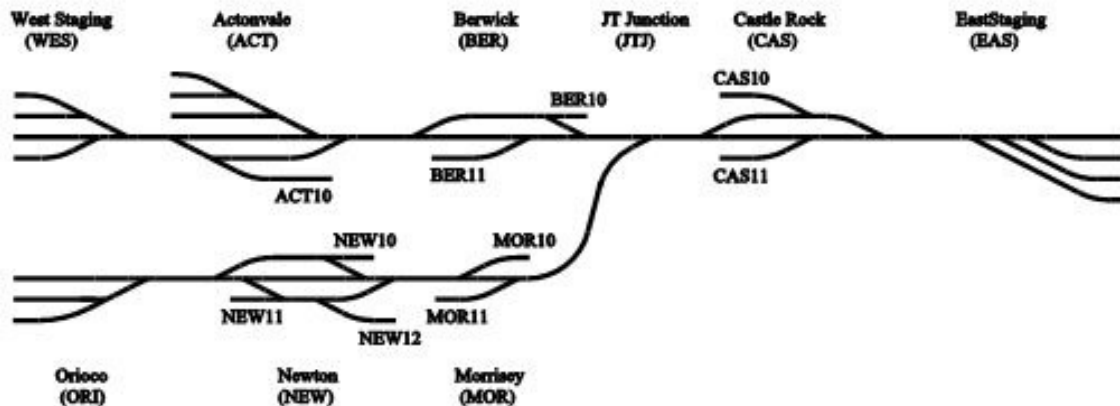 West Staging Actonvale Berwick JT Junction Castle Rock EastStaging
(WES) (ACT) (BER) (JTJ) (CAS) (EAS)
CAS10
BER10
BER11 CAS11
ACT10
NEW10 MOR10
NEW11 MOR11
NEW12
Orioco Newton Morrisey
(ORI) (NEW) (MOR)